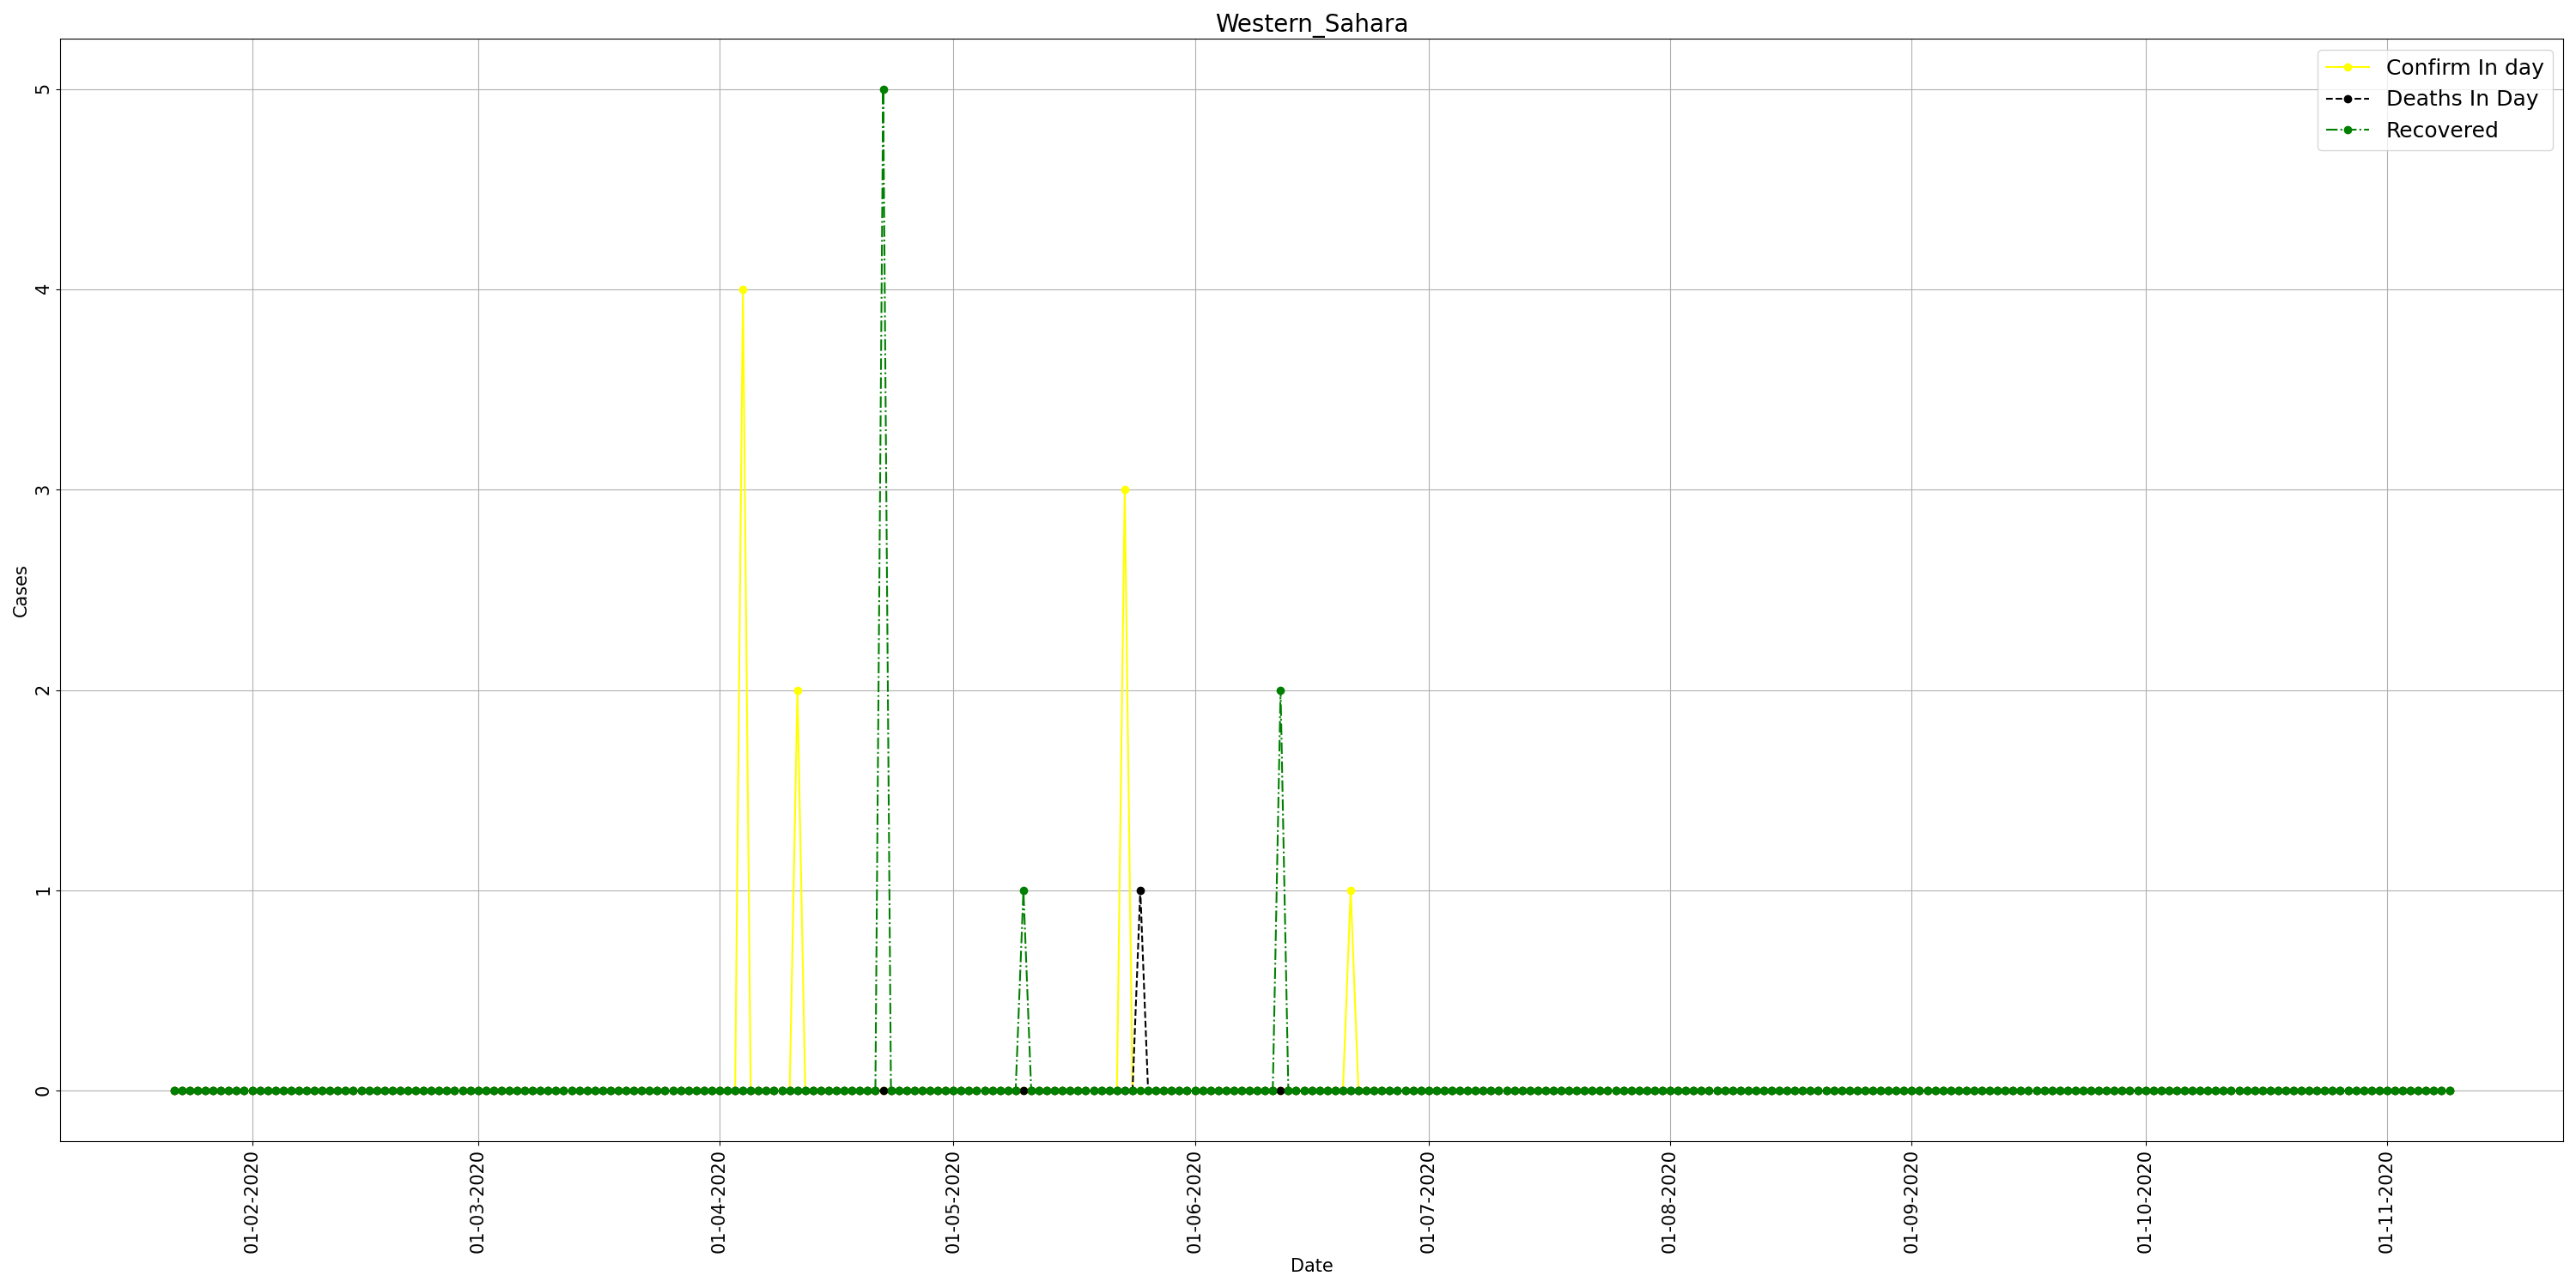 Western_Sahara
Confirm In day
Deaths In Day
Recovered
Cases
5
4
3
2
1
0
01-02-2020
01-03-2020
01-04-2020
01-05-2020
01-06-2020
01-07-2020
01-08-2020
01-09-2020
01-10-2020
01-11-2020
Date